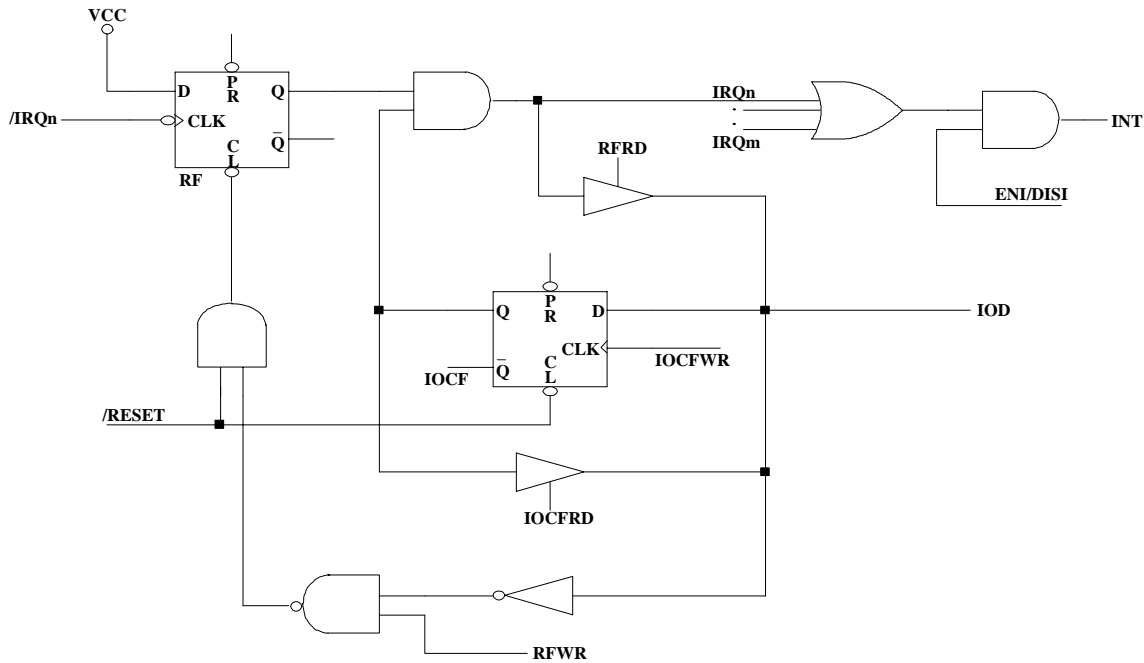 VCC
D
P
R
Q
/IRQn
CLK
C
L
Q
RF
IRQn
IRQm
INT
RFRD
ENI/DISI
Q
P
R
D
IOD
CLK
IOCFWR
IOCF
Q
C
L
/RESET
IOCFRD
RFWR